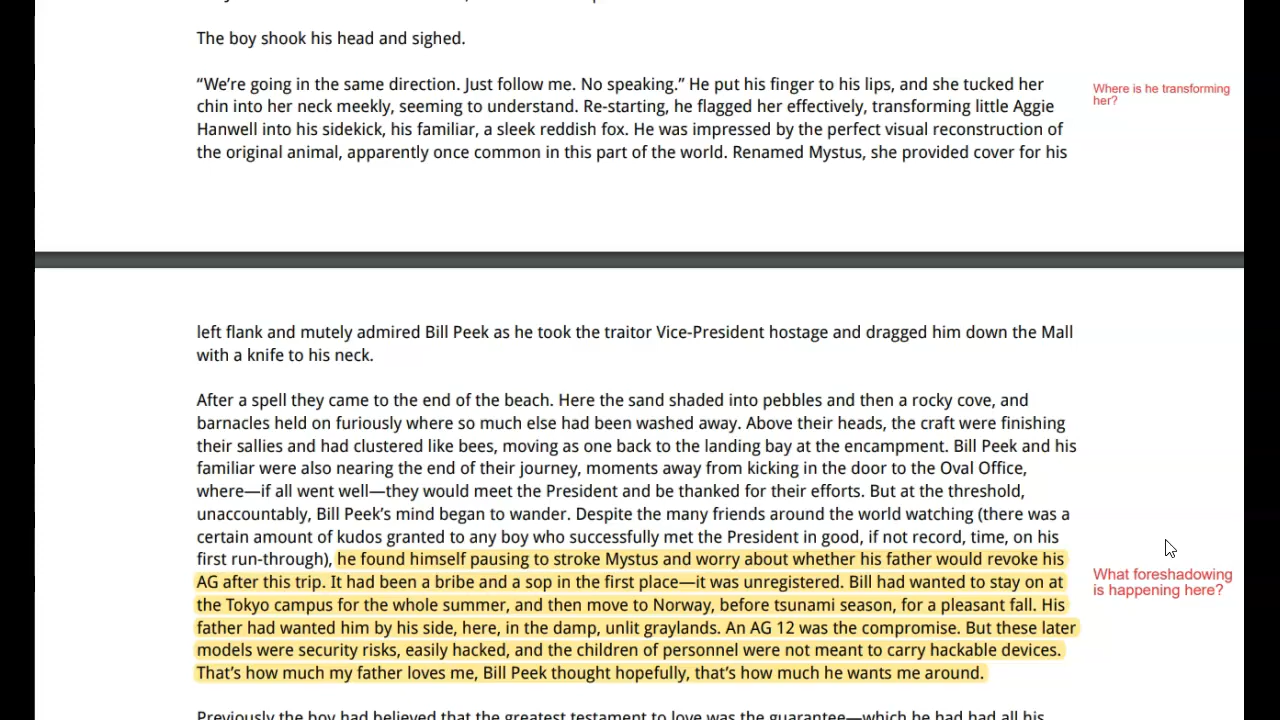 The boy shook his head and sighed.
“We’re going in the same direction. Just follow me. No speaking.” He put his finger to his lips, and she tucked her
chin into her neck meekly, seeming to understand. Re-starting, he flagged her effectively, transforming little Aggie
Hanwell into his sidekick, his familiar, a sleek reddish fox. He was impressed by the perfect visual reconstruction of
the original animal, apparently once common in this part of the world. Renamed Mystus, she provided cover for his
Where is he transforming
her?
left flank and mutely admired Bill Peek as he took the traitor Vice-President hostage and dragged him down the Mall
with a knife to his neck.
After a spell they came to the end of the beach. Here the sand shaded into pebbles and then a rocky cove, and
barnacles held on furiously where so much else had been washed away. Above their heads, the craft were finishing
their sallies and had clustered like bees, moving as one back to the landing bay at the encampment. Bill Peek and his
familiar were also nearing the end of their journey, moments away from kicking in the door to the Oval Office,
where—if all went well—they would meet the President and be thanked for their efforts. But at the threshold,
unaccountably, Bill Peek’s mind began to wander. Despite the many friends around the world watching (there was a
certain amount of kudos granted to any boy who successfully met the President in good, if not record, time, on his
first run-through), he found himself pausing to stroke Mystus and worry about whether his father would revoke his
AG after this trip. It had been a bribe and a sop in the first place—it was unregistered. Bill had wanted to stay on at
the Tokyo campus for the whole summer, and then move to Norway, before tsunami season, for a pleasant fall. His
father had wanted him by his side, here, in the damp, unlit graylands. An AG 12 was the compromise. But these later
models were security risks, easily hacked, and the children of personnel were not meant to carry hackable devices.
That’s how much my father loves me, Bill Peek thought hopefully, that’s how much he wants me around.
What foreshadowing
is happening here?
Previously the boy had believed that the greatest testament to love was the guarantee—which he had had all his